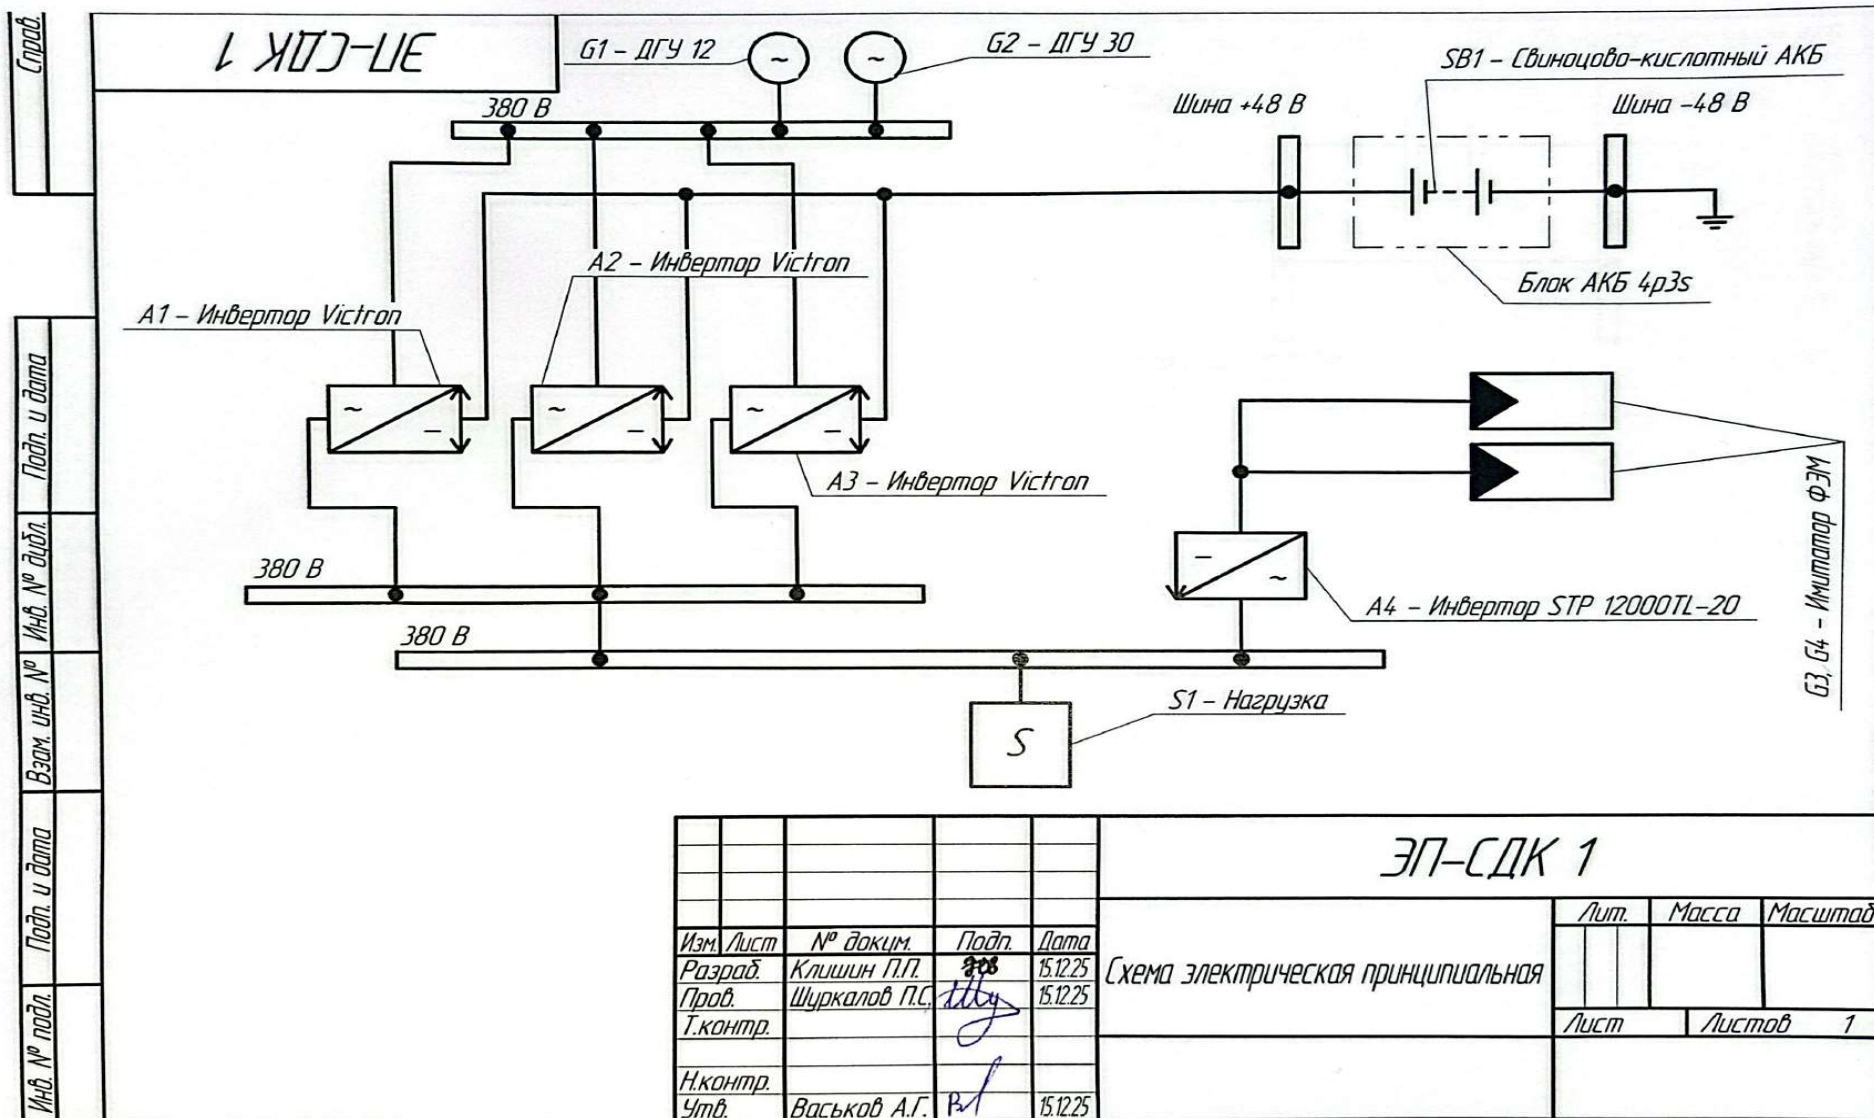 Справ.
ЭП-СДК 1
G1 - ДГУ 12
~
~
G2 - ДГУ 30
SB1 - Свиноцово-кислотный АКБ
380 В
Шина +48 В
Шина -48 В
Блок АКБ 4p3s
A2 - Инвертор Victron
A1 - Инвертор Victron
~
–
~
–
~
–
A3 - Инвертор Victron
G3, G4 - Имитатор ФЭМ
–
~
A4 - Инвертор STP 12000TL-20
380 В
380 В
S1 - Нагрузка
S
Подп. и дата
Инв. № дубл.
Взам. инв. №
Подп. и дата
Инв. № подл.
ЭП-СДК 1
Лит. Масса Масштаб
Изм. Лист № докум. Подп. Дата
Разраб. Клишин П.П. 15.12.25
Схема электрическая принципиальная
Пров. Шуркалов П.С. 15.12.25
Т.контр.
Лист Листов 1
Н.контр.
Утв. Васьков А.Г. 15.12.25